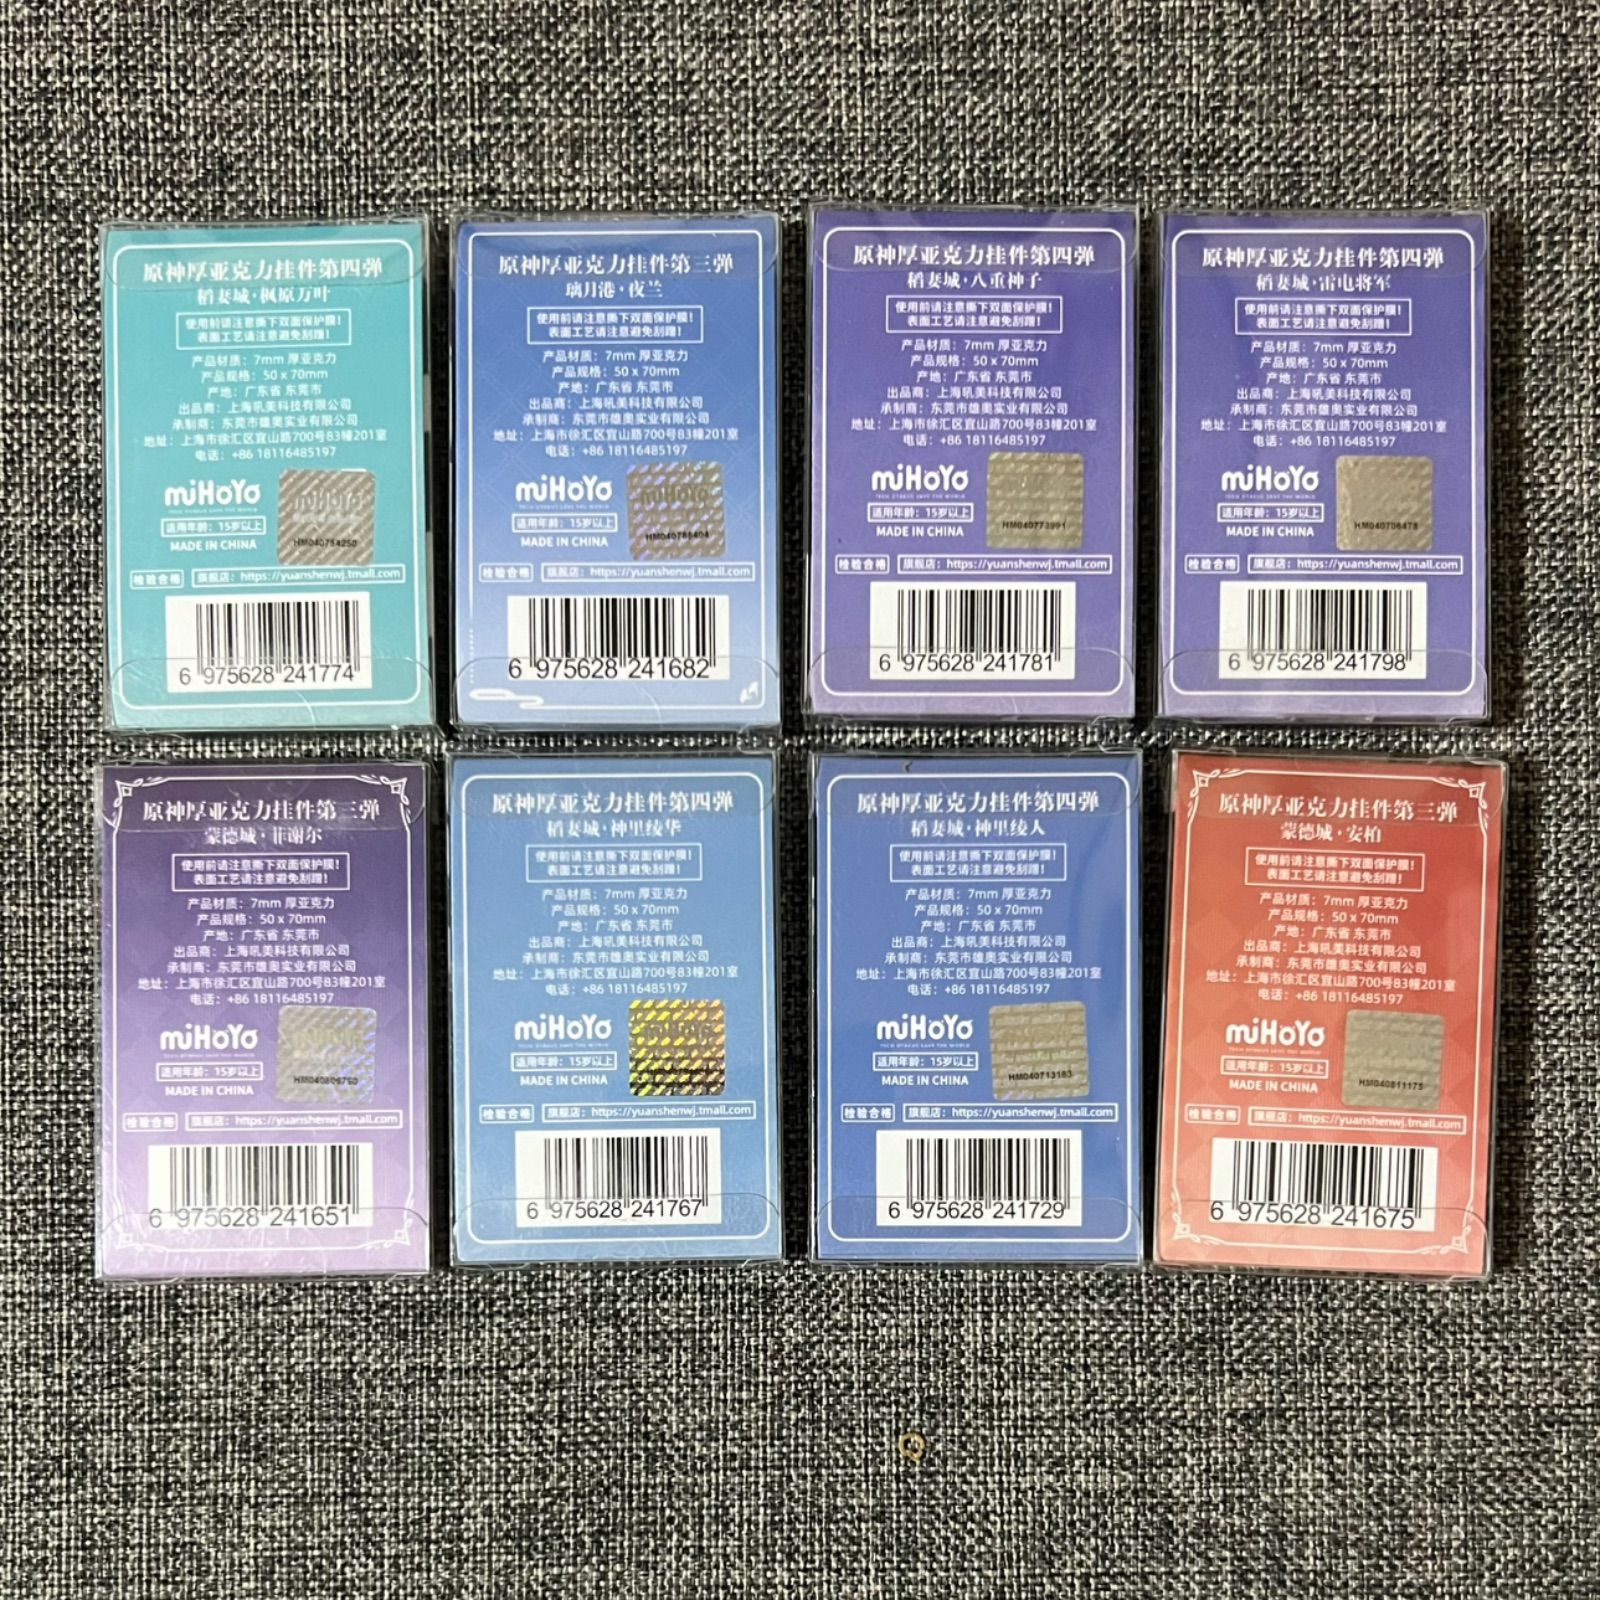 原神厚亚克力挂件第四弹
稻妻城·枫原万叶
使用前请注意撕下双面保护膜!
表面工艺请注意避免刮蹭!
产品材质：7mm 厚亚克力
产品规格：50 x 70mm
产地：广东省 东莞市
出品商：上海吼美科技有限公司
承制商：东莞市雄奥实业有限公司
地址：上海市徐汇区宜山路700号83幢201室
电话：+86 18116485197
miHoYo
TECH OTAKUS SAVE THE WORLD
适用年龄：15岁以上
MADE IN CHINA
miHoYo
HM040784250
检验合格
旗舰店：https://yuanshenwj.tmall.com
6 975628 241774
原神厚亚克力挂件第三弹
璃月港·夜兰
使用前请注意撕下双面保护膜!
表面工艺请注意避免刮蹭!
产品材质：7mm 厚亚克力
产品规格：50 x 70mm
产地：广东省 东莞市
出品商：上海吼美科技有限公司
承制商：东莞市雄奥实业有限公司
地址：上海市徐汇区宜山路700号83幢201室
电话：+86 18116485197
miHoYo
TECH OTAKUS SAVE THE WORLD
适用年龄：15岁以上
MADE IN CHINA
miHoYo
检验合格
旗舰店：https://yuanshenwj.tmall.com
6 975628 241682
原神厚亚克力挂件第四弹
稻妻城·八重神子
使用前请注意撕下双面保护膜!
表面工艺请注意避免刮蹭!
产品材质：7mm 厚亚克力
产品规格：50 x 70mm
产地：广东省 东莞市
出品商：上海吼美科技有限公司
承制商：东莞市雄奥实业有限公司
地址：上海市徐汇区宜山路700号83幢201室
电话：+86 18116485197
miHoYo
TECH OTAKUS SAVE THE WORLD
适用年龄：15岁以上
MADE IN CHINA
HM040773991
检验合格
旗舰店：https://yuanshenwj.tmall.com
6 975628 241781
原神厚亚克力挂件第四弹
稻妻城·雷电将军
使用前请注意撕下双面保护膜!
表面工艺请注意避免刮蹭!
产品材质：7mm 厚亚克力
产品规格：50 x 70mm
产地：广东省 东莞市
出品商：上海吼美科技有限公司
承制商：东莞市雄奥实业有限公司
地址：上海市徐汇区宜山路700号83幢201室
电话：+86 18116485197
miHoYo
TECH OTAKUS SAVE THE WORLD
适用年龄：15岁以上
MADE IN CHINA
HM040706478
检验合格
旗舰店：https://yuanshenwj.tmall.com
6 975628 241798
原神厚亚克力挂件第三弹
蒙德城·菲谢尔
使用前请注意撕下双面保护膜!
表面工艺请注意避免刮蹭!
产品材质：7mm 厚亚克力
产品规格：50 x 70mm
产地：广东省 东莞市
出品商：上海吼美科技有限公司
承制商：东莞市雄奥实业有限公司
地址：上海市徐汇区宜山路700号83幢201室
电话：+86 18116485197
miHoYo
TECH OTAKUS SAVE THE WORLD
适用年龄：15岁以上
MADE IN CHINA
miHoYo
检验合格
旗舰店：https://yuanshenwj.tmall.com
6 975628 241651
原神厚亚克力挂件第四弹
稻妻城·神里绫华
使用前请注意撕下双面保护膜!
表面工艺请注意避免刮蹭!
产品材质：7mm 厚亚克力
产品规格：50 x 70mm
产地：广东省 东莞市
出品商：上海吼美科技有限公司
承制商：东莞市雄奥实业有限公司
地址：上海市徐汇区宜山路700号83幢201室
电话：+86 18116485197
miHoYo
TECH OTAKUS SAVE THE WORLD
适用年龄：15岁以上
MADE IN CHINA
miHoYo
检验合格
旗舰店：https://yuanshenwj.tmall.com
6 975628 241767
原神厚亚克力挂件第四弹
稻妻城·神里绫人
使用前请注意撕下双面保护膜!
表面工艺请注意避免刮蹭!
产品材质：7mm 厚亚克力
产品规格：50 x 70mm
产地：广东省 东莞市
出品商：上海吼美科技有限公司
承制商：东莞市雄奥实业有限公司
地址：上海市徐汇区宜山路700号83幢201室
电话：+86 18116485197
miHoYo
TECH OTAKUS SAVE THE WORLD
适用年龄：15岁以上
MADE IN CHINA
HM040713183
检验合格
旗舰店：https://yuanshenwj.tmall.com
6 975628 241729
原神厚亚克力挂件第三弹
蒙德城·安柏
使用前请注意撕下双面保护膜!
表面工艺请注意避免刮蹭!
产品材质：7mm 厚亚克力
产品规格：50 x 70mm
产地：广东省 东莞市
出品商：上海吼美科技有限公司
承制商：东莞市雄奥实业有限公司
地址：上海市徐汇区宜山路700号83幢201室
电话：+86 18116485197
miHoYo
TECH OTAKUS SAVE THE WORLD
适用年龄：15岁以上
MADE IN CHINA
HM040811175
检验合格
旗舰店：https://yuanshenwj.tmall.com
6 975628 241675